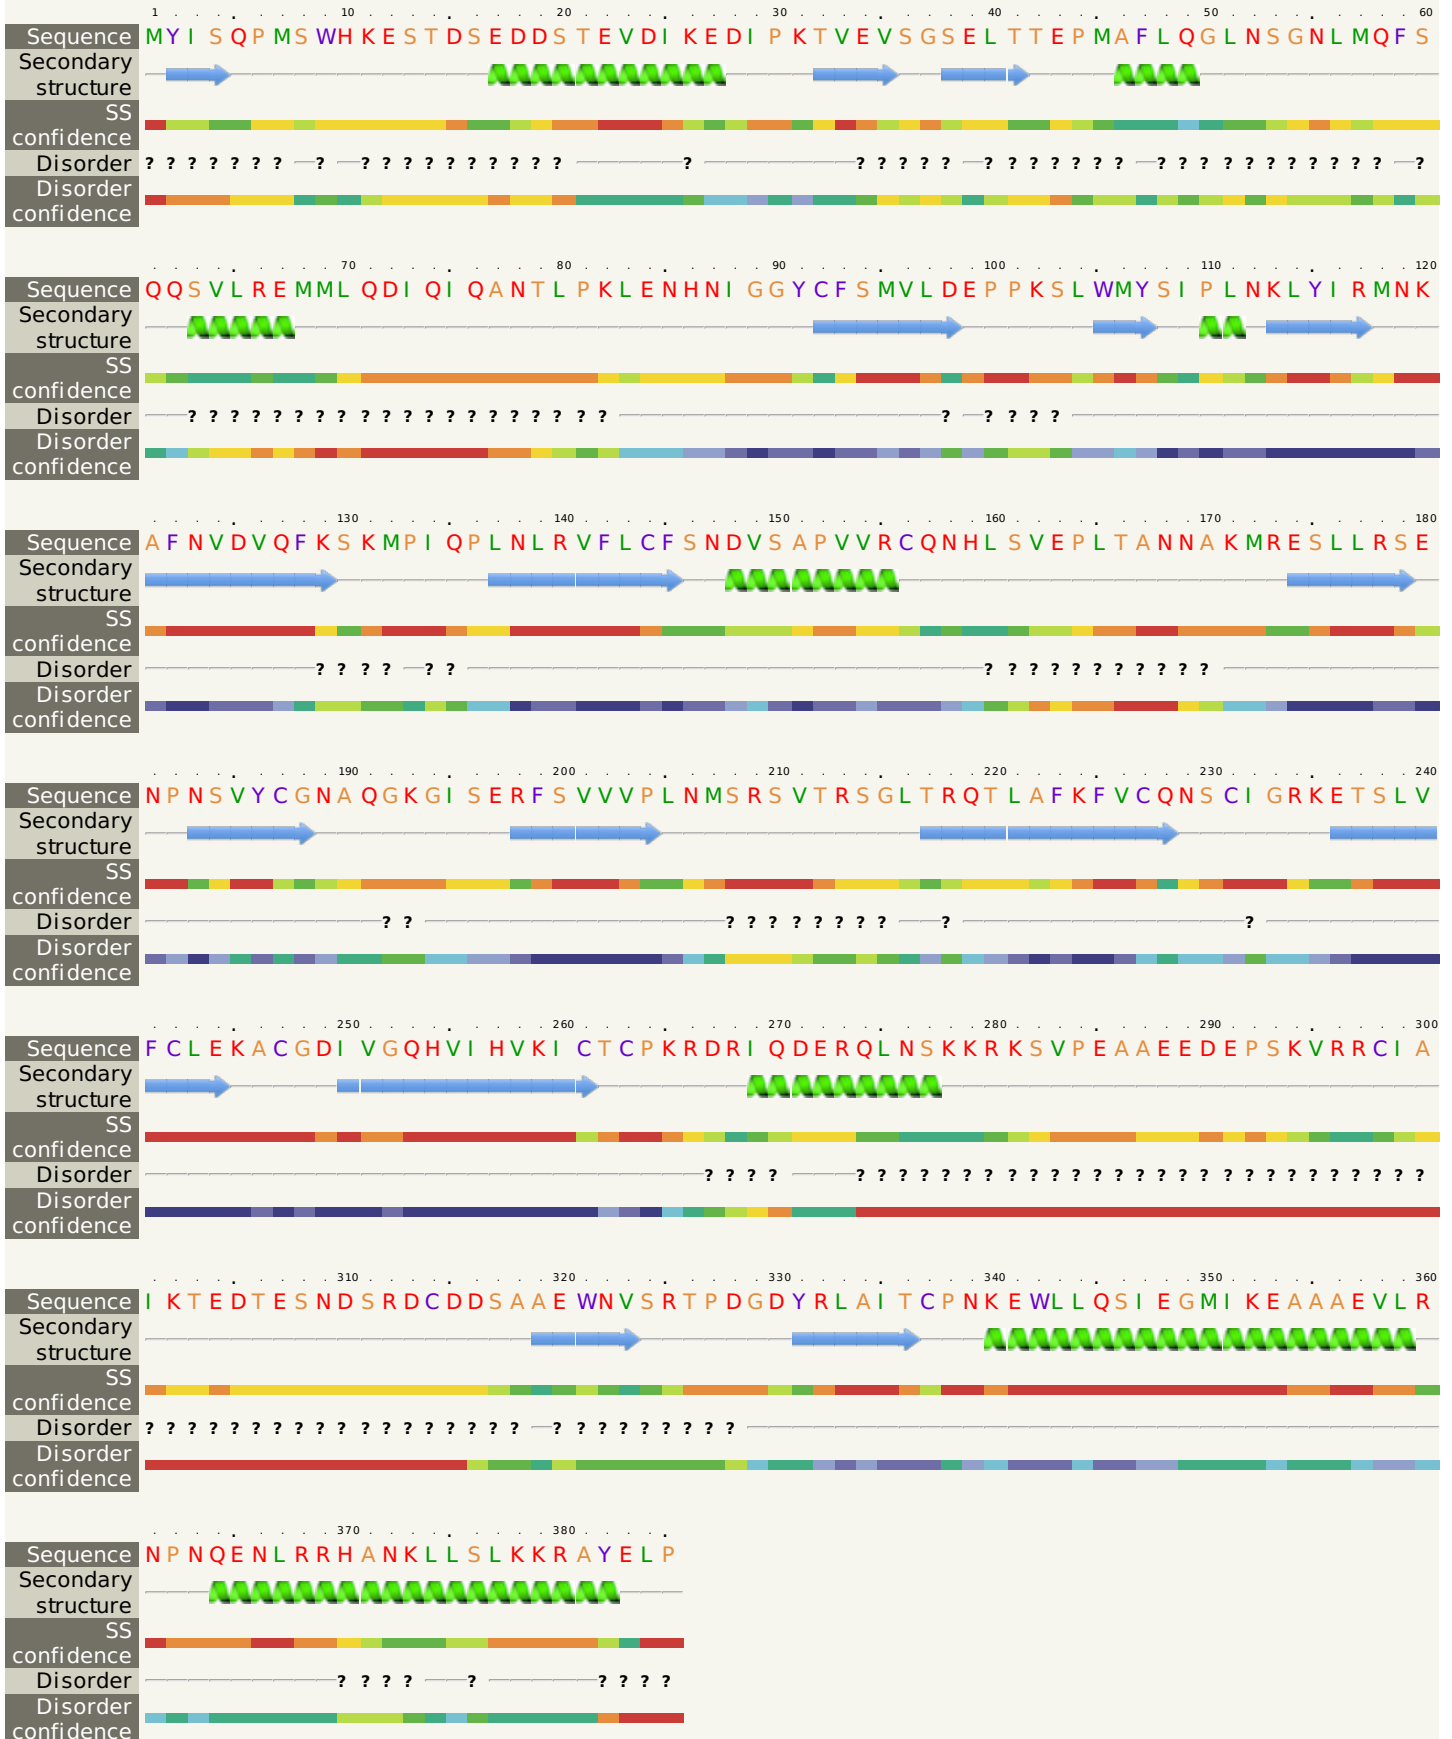 1 10 20 30 40 50 60
Sequence MYISQPMSWHKESTDSEDDSTEVDIKEDIPKTVEVSGSELTTEPMAFLQGLNSGNLMQFS
Secondary
structure
SS
confidence
Disorder ? ? ? ? ? ? ? ? ? ? ? ? ? ? ? ? ? ? ? ? ? ? ? ? ? ? ? ? ? ? ? ? ? ? ? ? ? ? ? ? ? ? ?
Disorder
confidence
70 80 90 100 110 120
Sequence QQSVLREMMLQDIQIQANTLPKLENHNIGGYCFSMVLDEPPKSLWMYSIPLNKLYIRMNK
Secondary
structure
SS
confidence
Disorder ? ? ? ? ? ? ? ? ? ? ? ? ? ? ? ? ? ? ? ? ? ? ? ? ?
Disorder
confidence
130 140 150 160 170 180
Sequence AFNVDVQFKSKMPIQPLNLRVFLCFSNDVSAPVVRCQNHLSVEPLTANNAKMRESLLRSE
Secondary
structure
SS
confidence
Disorder ? ? ? ? ? ? ? ? ? ? ? ? ? ? ? ? ?
Disorder
confidence
190 200 210 220 230 240
Sequence NPNSVYCGNAQGKGISERFSVVVPLNMSRSVTRSGLTRQTLAFKFVCQNSCIGRKETSLV
Secondary
structure
SS
confidence
Disorder ? ? ? ? ? ? ? ? ? ? ? ?
Disorder
confidence
250 260 270 280 290 300
Sequence FCLEKACGDIVGQHVIHVKICTCPKRDRIQDERQLNSKKRKSVPEAAEEDEPSKVRRCIA
Secondary
structure
SS
confidence
Disorder ? ? ? ? ? ? ? ? ? ? ? ? ? ? ? ? ? ? ? ? ? ? ? ? ? ? ? ? ? ? ?
Disorder
confidence
310 320 330 340 350 360
Sequence IKTEDTESNDSRDCDDSAAEWNVSRTPDGDYRLAITCPNKEWLLQSIEGMIKEAAAEVLR
Secondary
structure
SS
confidence
Disorder ? ? ? ? ? ? ? ? ? ? ? ? ? ? ? ? ? ? ? ? ? ? ? ? ? ? ?
Disorder
confidence
370 380
Sequence NPNQENLRRHANKLLSLKKRAYELP
Secondary
structure
SS
confidence
Disorder ? ? ? ? ? ? ? ? ?
Disorder
confidence